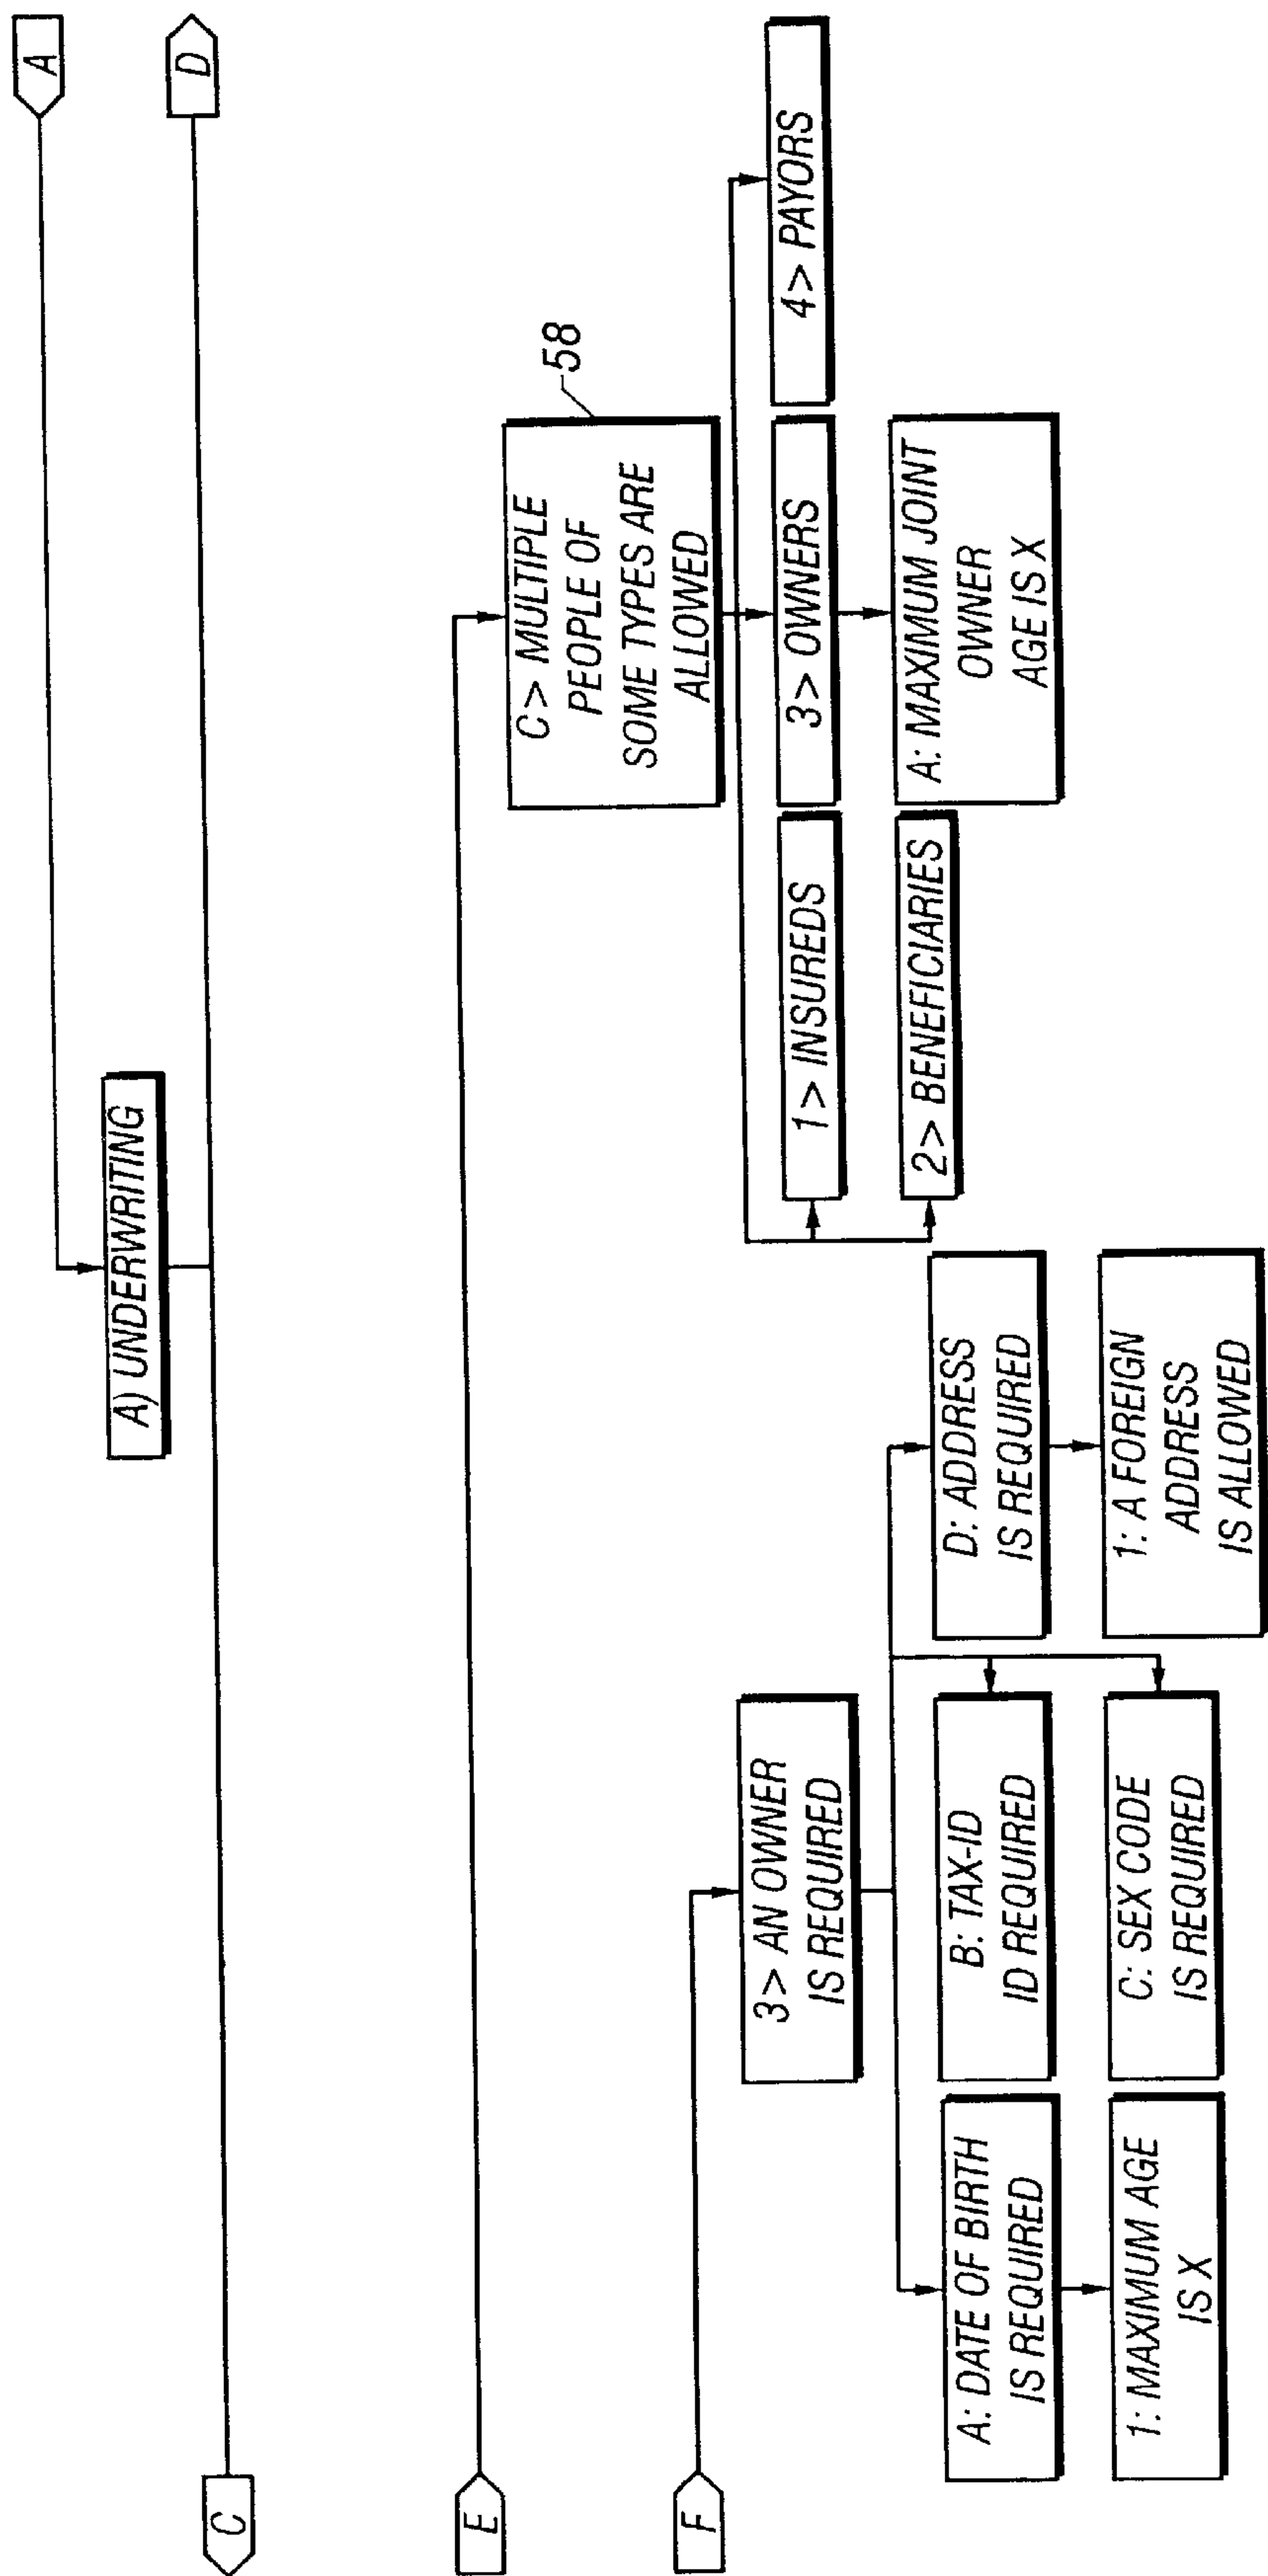 A
A) UNDERWRITING
C
D
E
C> MULTIPLE
PEOPLE OF
SOME TYPES ARE
ALLOWED
58
F
3> AN OWNER
IS REQUIRED
1> INSUREDS
3> OWNERS
4> PAYORS
2> BENEFICIARIES
A: MAXIMUM JOINT
OWNER
AGE IS X
A: DATE OF BIRTH
IS REQUIRED
B: TAX-ID
ID REQUIRED
D: ADDRESS
IS REQUIRED
1: MAXIMUM AGE
IS X
C: SEX CODE
IS REQUIRED
1: A FOREIGN
ADDRESS
IS ALLOWED